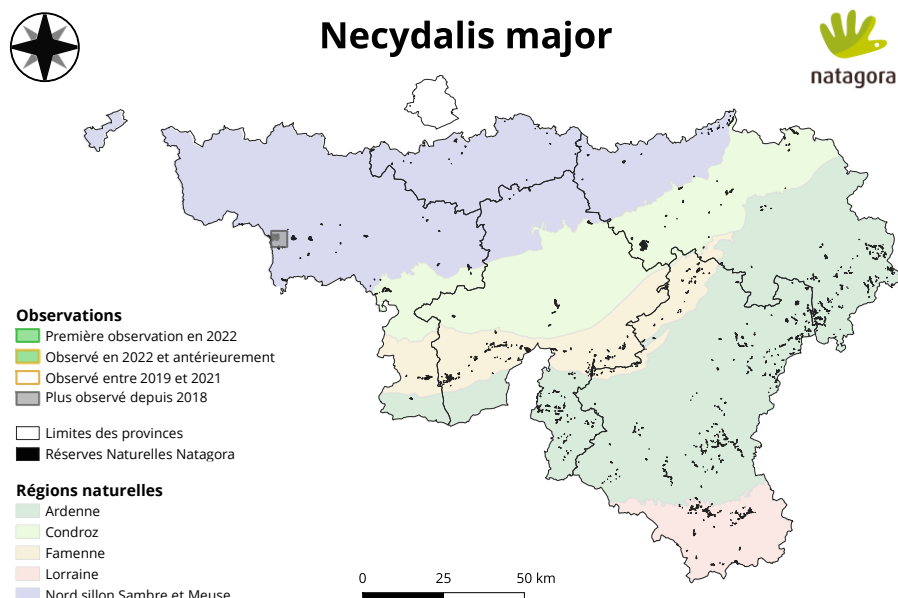 Necydalis major
natagora
Observations
Première observation en 2022
Observé en 2022 et antérieurement
Observé entre 2019 et 2021
Plus observé depuis 2018
Limites des provinces
Réserves Naturelles Natagora
Régions naturelles
Ardenne
Condroz
Famenne
Lorraine
Nord sillon Sambre et Meuse
0 25 50 km